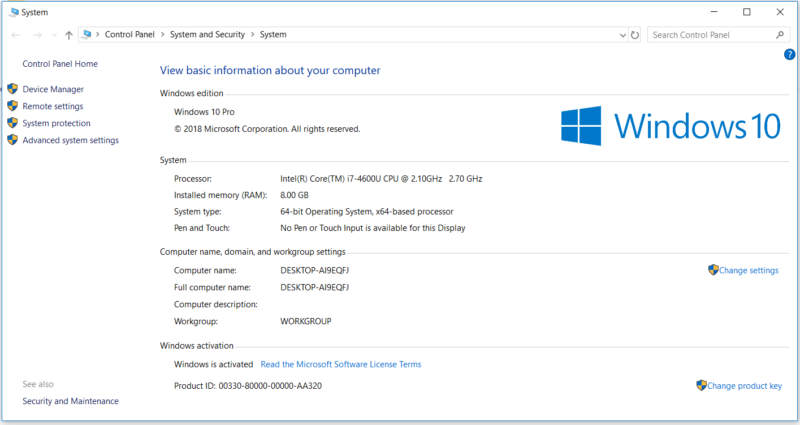 System
Control Panel > System and Security > System
Search Control Panel
Control Panel Home
Device Manager
Remote settings
System protection
Advanced system settings
See also
Security and Maintenance
View basic information about your computer
Windows edition
Windows 10 Pro
© 2018 Microsoft Corporation. All rights reserved.
Windows 10
System
Processor: Intel(R) Core(TM) i7-4600U CPU @ 2.10GHz 2.70 GHz
Installed memory (RAM): 8.00 GB
System type: 64-bit Operating System, x64-based processor
Pen and Touch: No Pen or Touch Input is available for this Display
Computer name, domain, and workgroup settings
Computer name: DESKTOP-AI9EQFJ
Change settings
Full computer name: DESKTOP-AI9EQFJ
Computer description:
Workgroup: WORKGROUP
Windows activation
Windows is activated Read the Microsoft Software License Terms
Product ID: 00330-80000-00000-AA320
Change product key